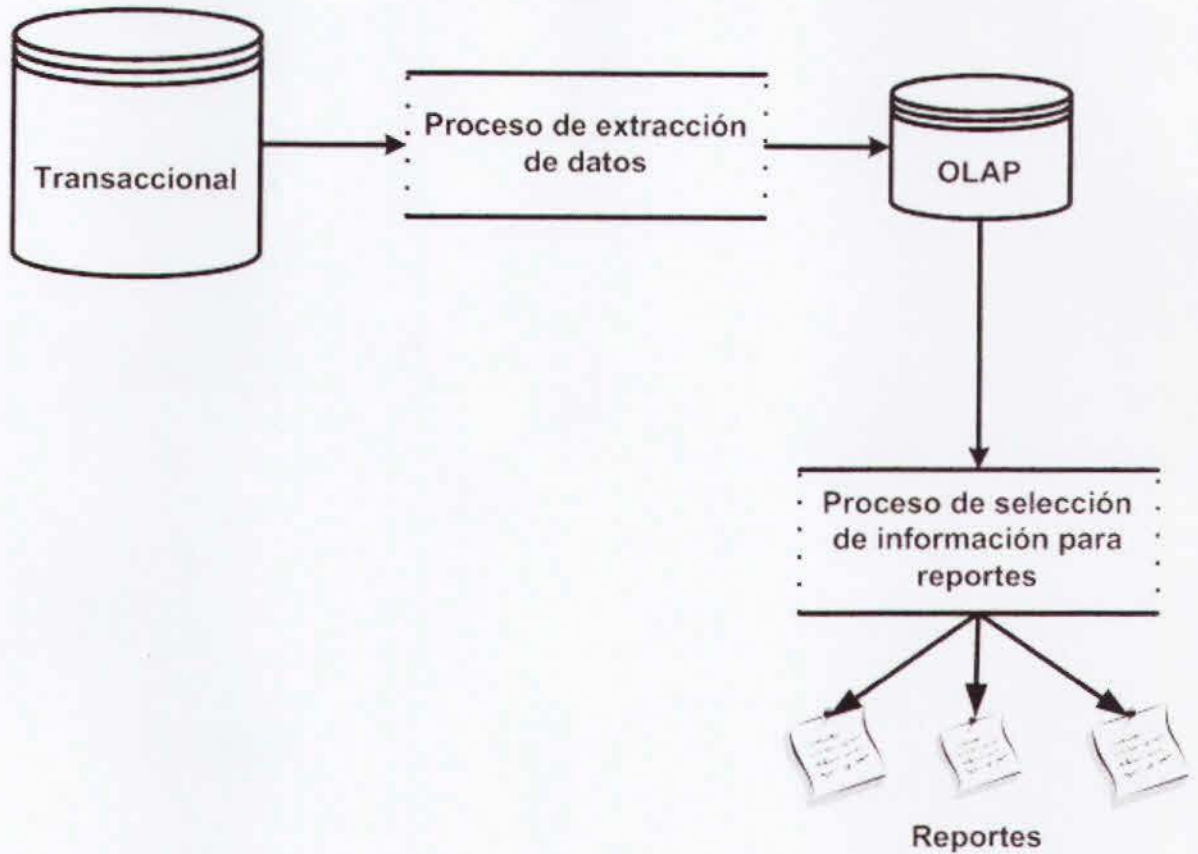 Transaccional
Proceso de extracción
de datos
OLAP
Proceso de selección
de información para
reportes
Reportes